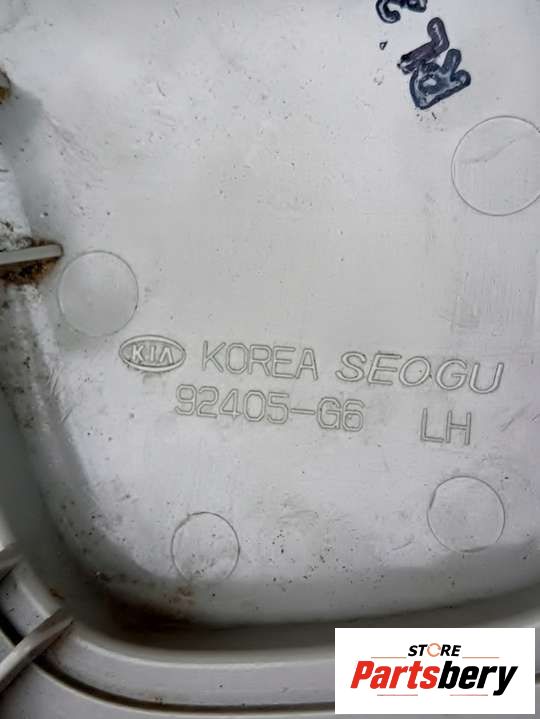 KIA KOREA SEOGU
92405-G6 LH
STORE
Partsbery